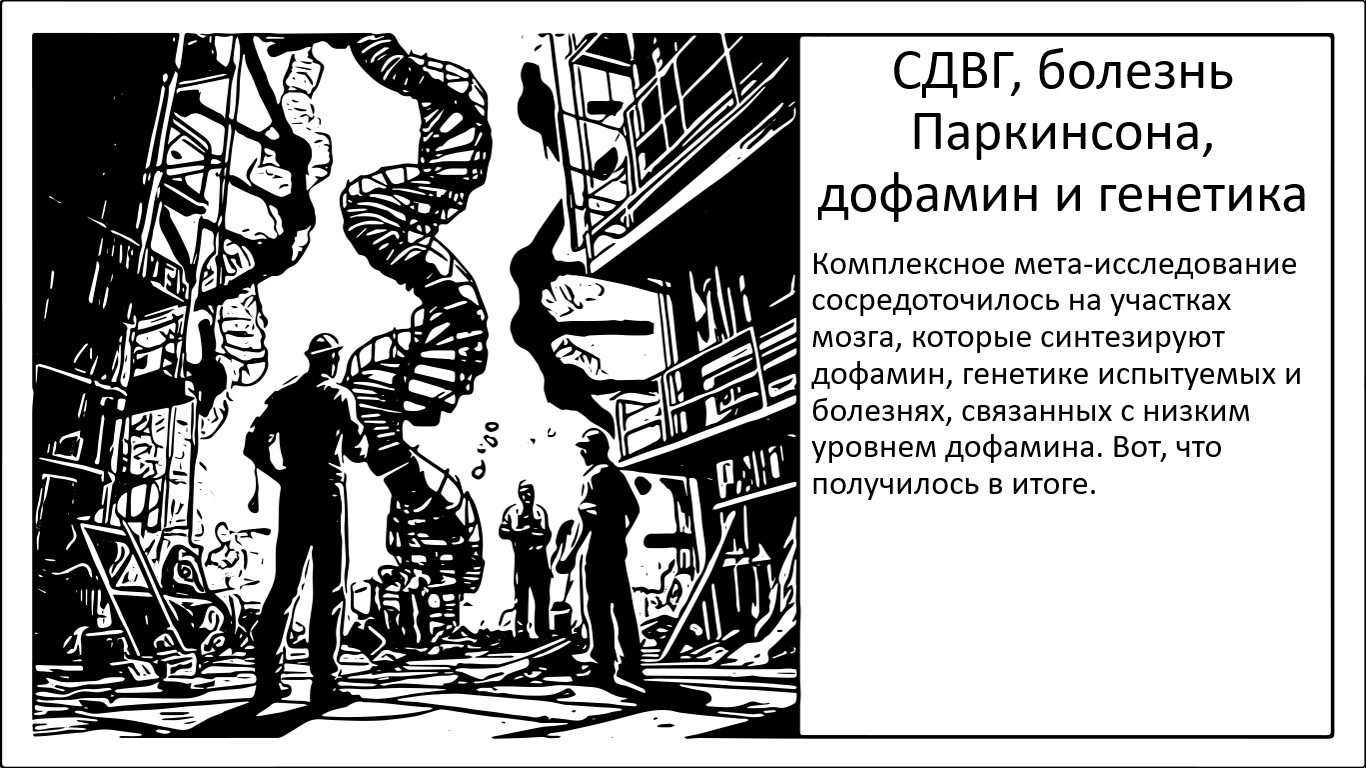 СДВГ, болезнь
Паркинсона,
дофамин и генетика
Комплексное мета-исследование
сосредоточилось на участках
мозга, которые синтезируют
дофамин, генетике испытуемых и
болезнях, связанных с низким
уровнем дофамина. Вот, что
получилось в итоге.